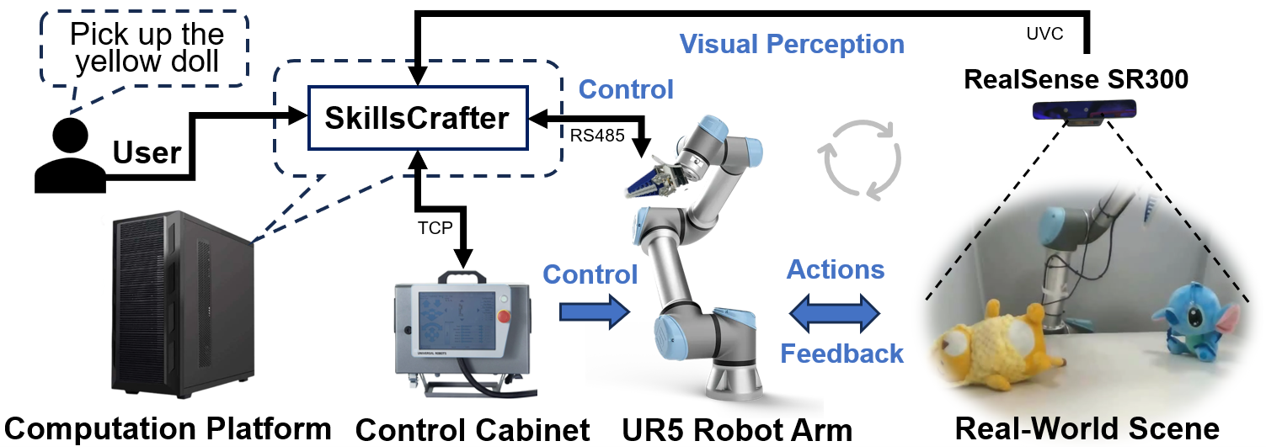 Pick up the
yellow doll
User
SkillsCrafter
Control
RS485
TCP
Visual Perception
UVC
RealSense SR300
Control
Actions
Feedback
Computation Platform
Control Cabinet
UR5 Robot Arm
Real-World Scene